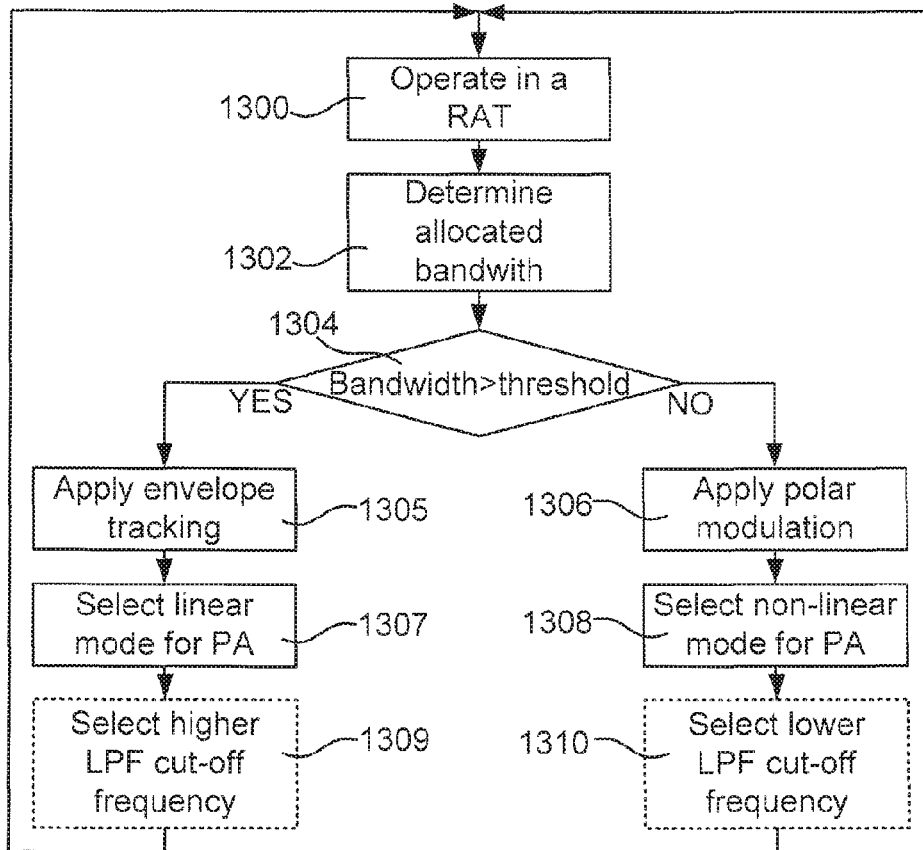 1300
Operate in a
RAT
1302
Determine
allocated
bandwith
1304
Bandwidth>threshold
YES
NO
Apply envelope
tracking
1305
1306
Apply polar
modulation
Select linear
mode for PA
1307
1308
Select non-linear
mode for PA
Select higher
LPF cut-off
frequency
1309
1310
Select lower
LPF cut-off
frequency